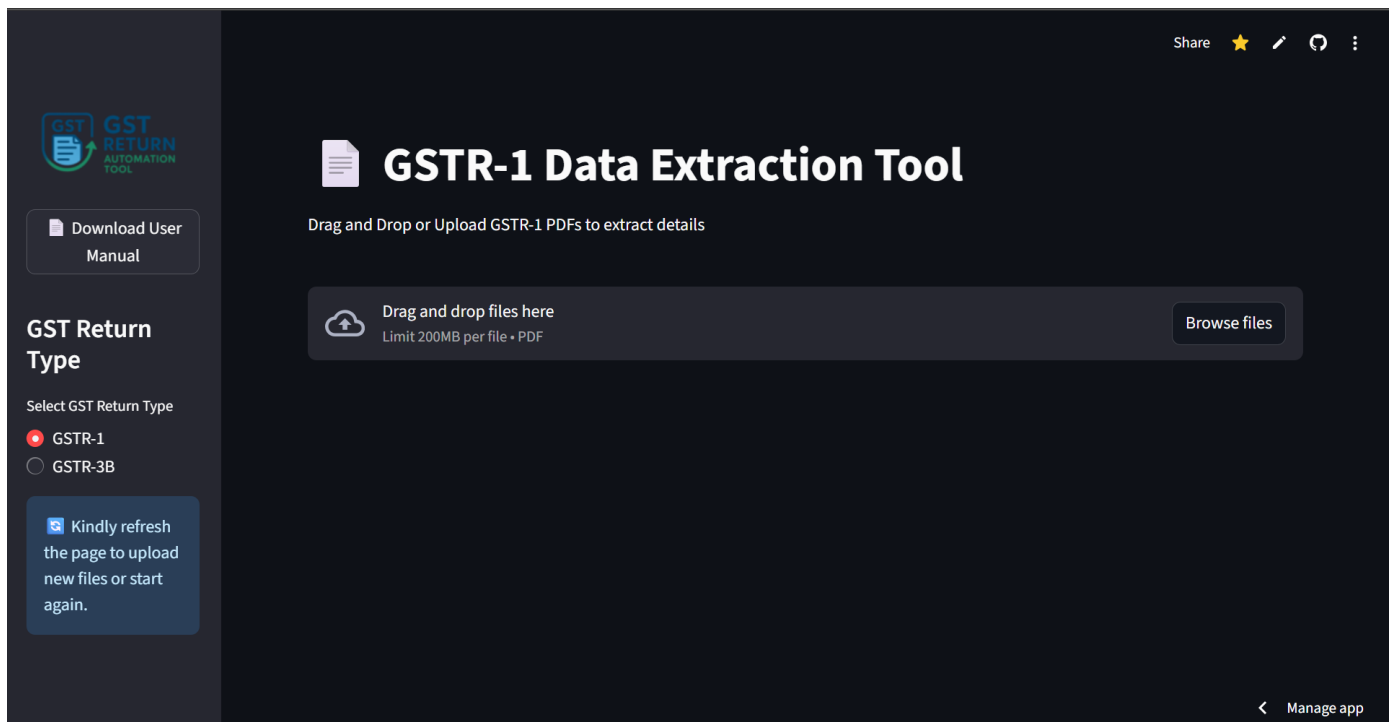 Share
GST
GST
RETURN
AUTOMATION
TOOL
Download User
Manual
GST Return
Type
Select GST Return Type
GSTR-1
GSTR-3B
Kindly refresh
the page to upload
new files or start
again.
GSTR-1 Data Extraction Tool
Drag and Drop or Upload GSTR-1 PDFs to extract details
Drag and drop files here
Limit 200MB per file • PDF
Browse files
Manage app